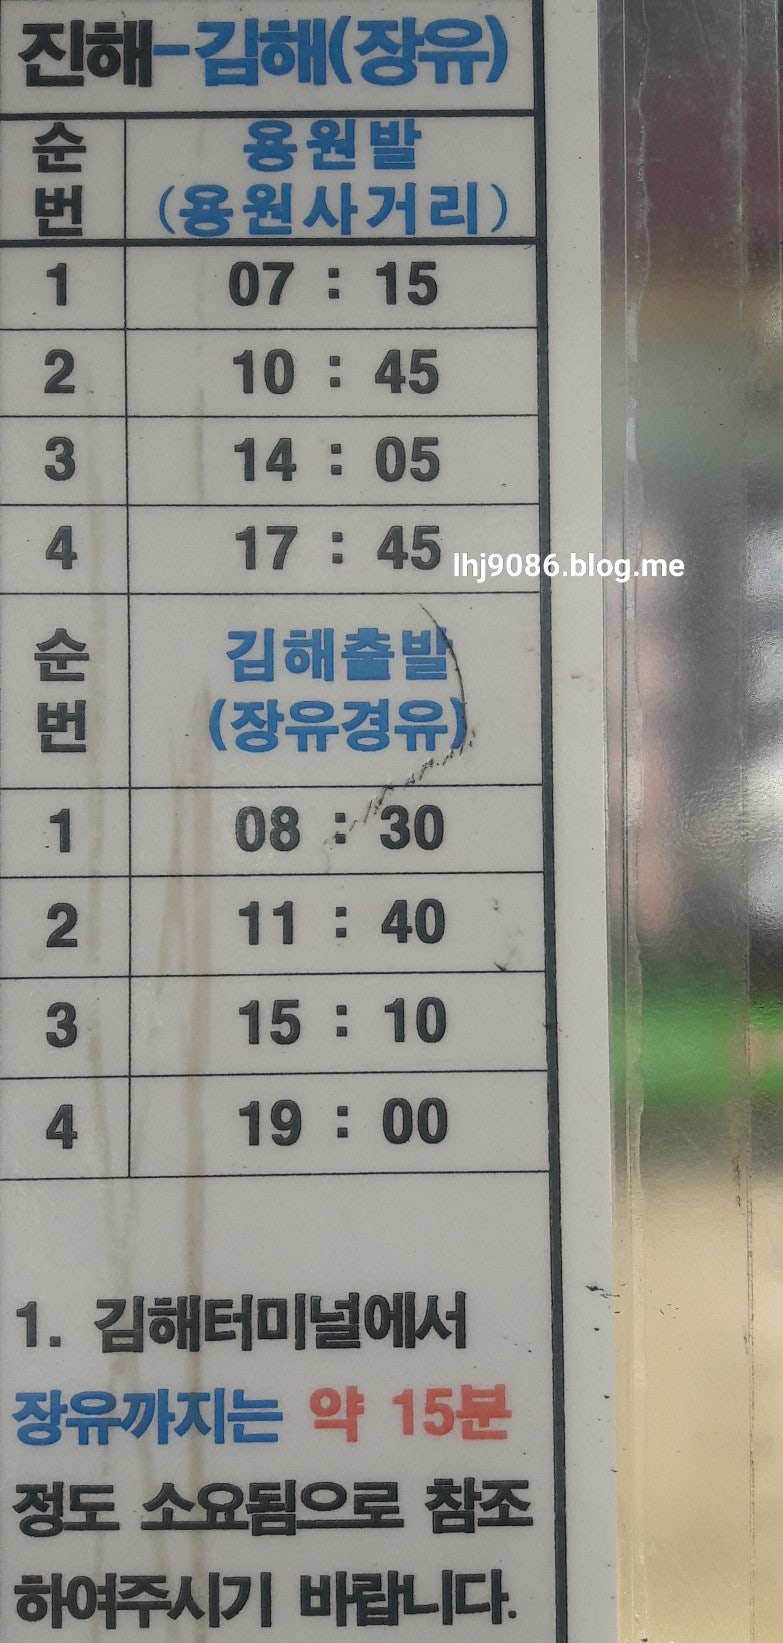 진해-김해(장유)
순번 용원발
(용원사거리)
1 07 : 15
2 10 : 45
3 14 : 05
4 17 : 45
lhj9086.blog.me
순번 김해출발
(장유경유)
1 08 : 30
2 11 : 40
3 15 : 10
4 19 : 00
1. 김해터미널에서
장유까지는 약 15분
정도 소요됨으로 참조
하여주시기 바랍니다.